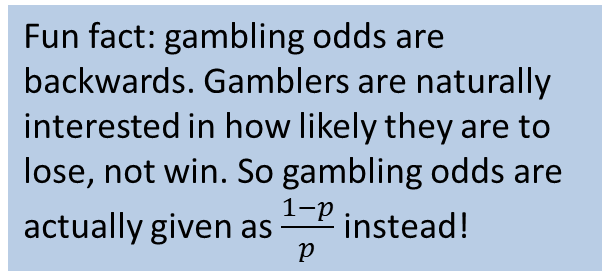 Fun fact: gambling odds are
backwards. Gamblers are naturally
interested in how likely they are to
lose, not win. So gambling odds are
actually given as \frac{1-p}{p} instead!